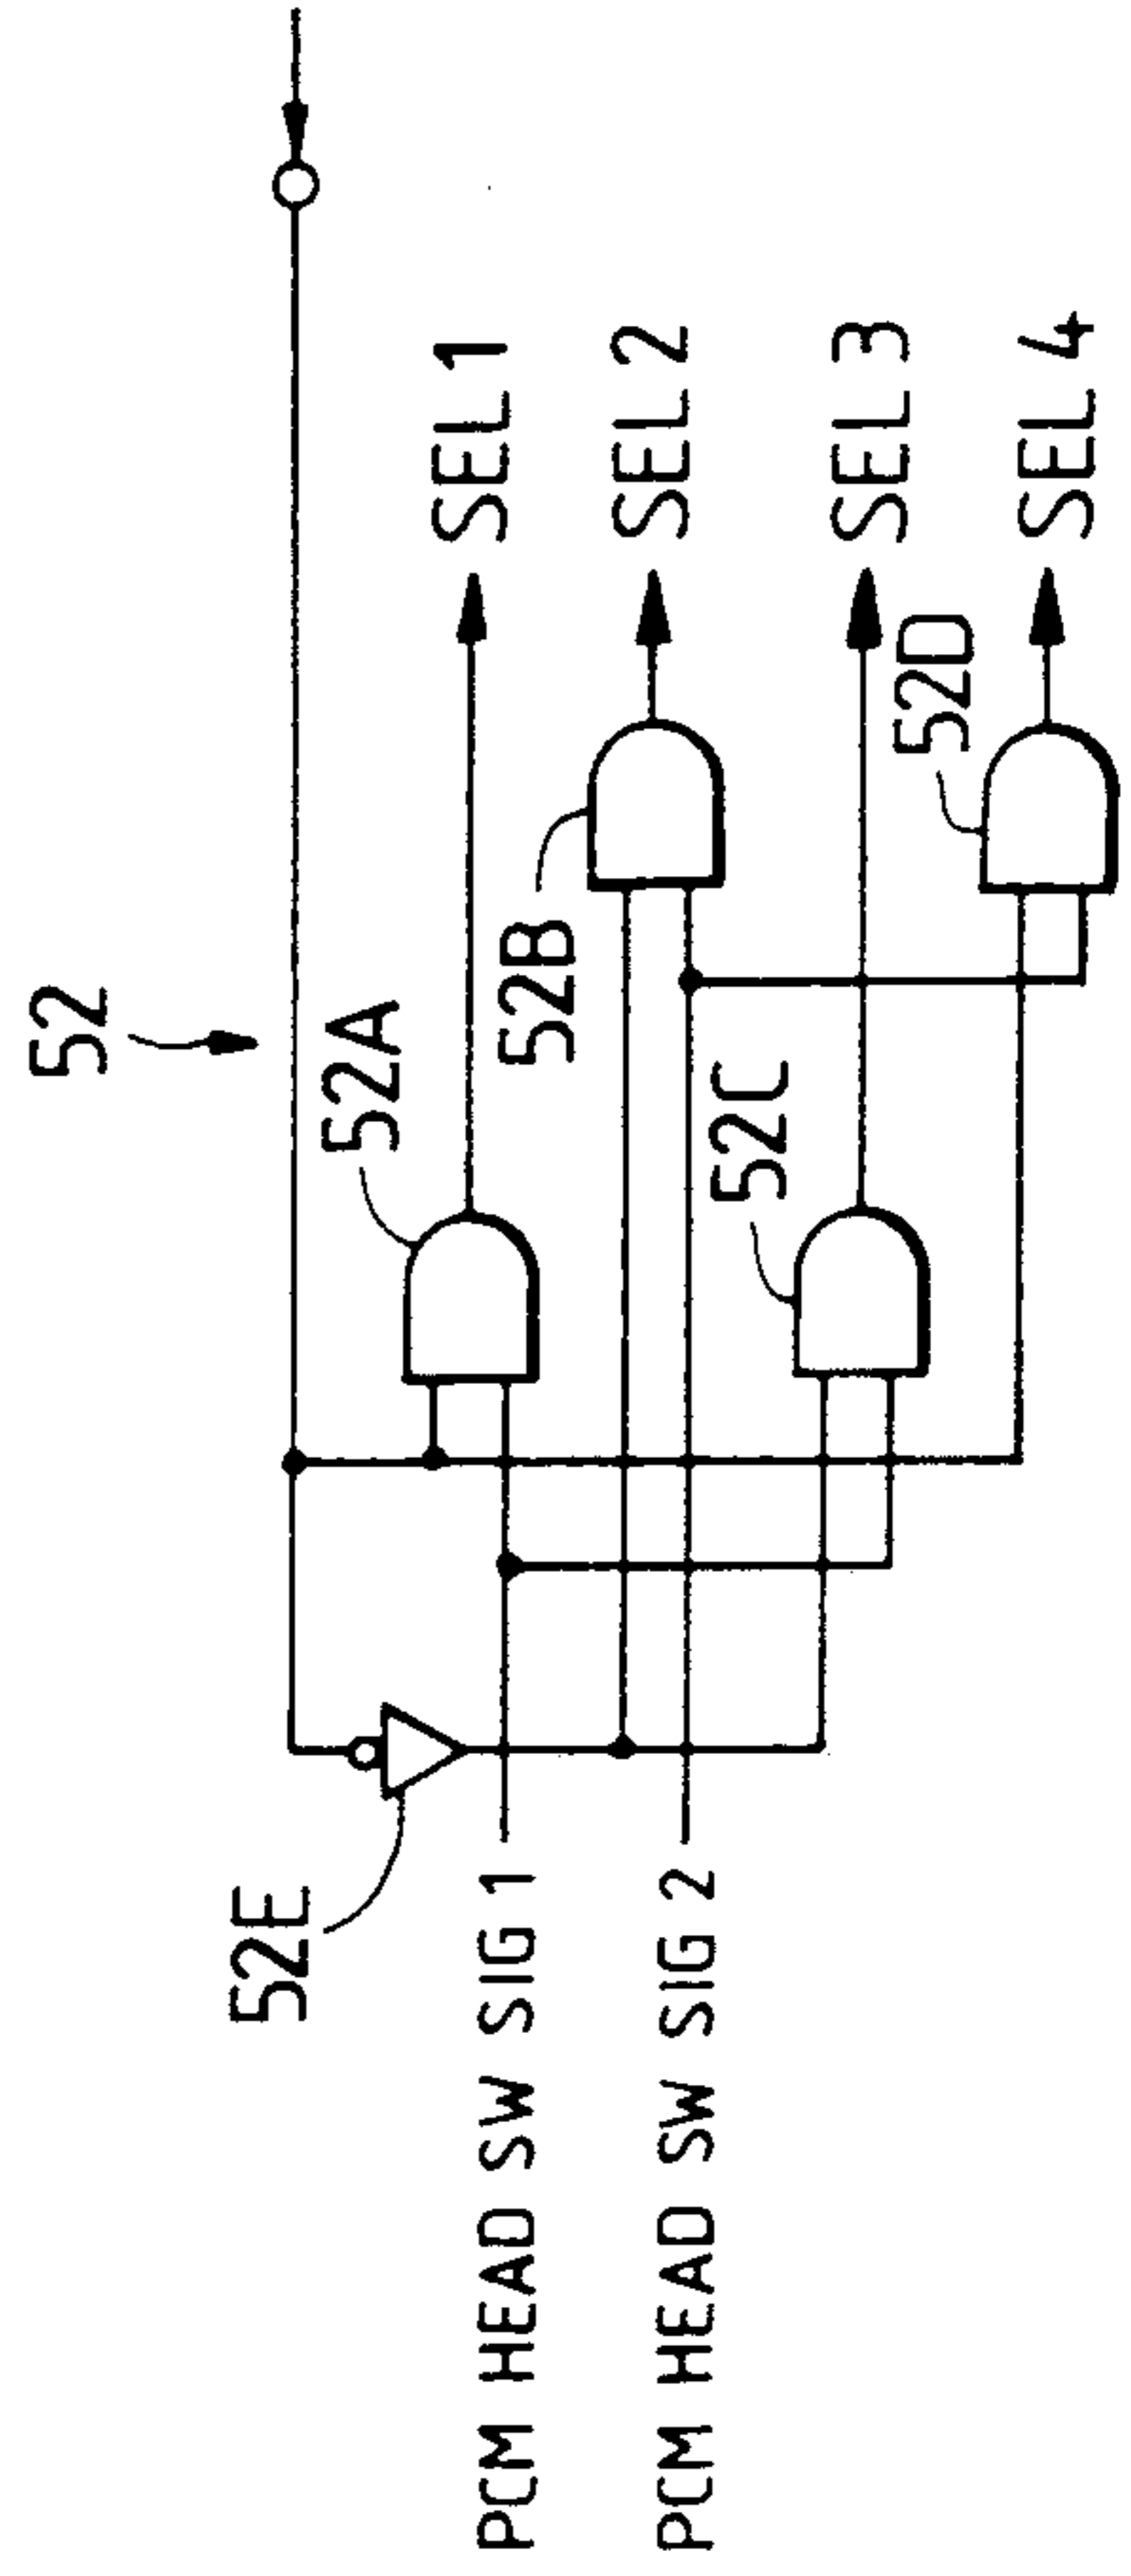 52
52E
52A
52B
52C
52D
PCM HEAD SW SIG 1
PCM HEAD SW SIG 2
SEL 1
SEL 2
SEL 3
SEL 4